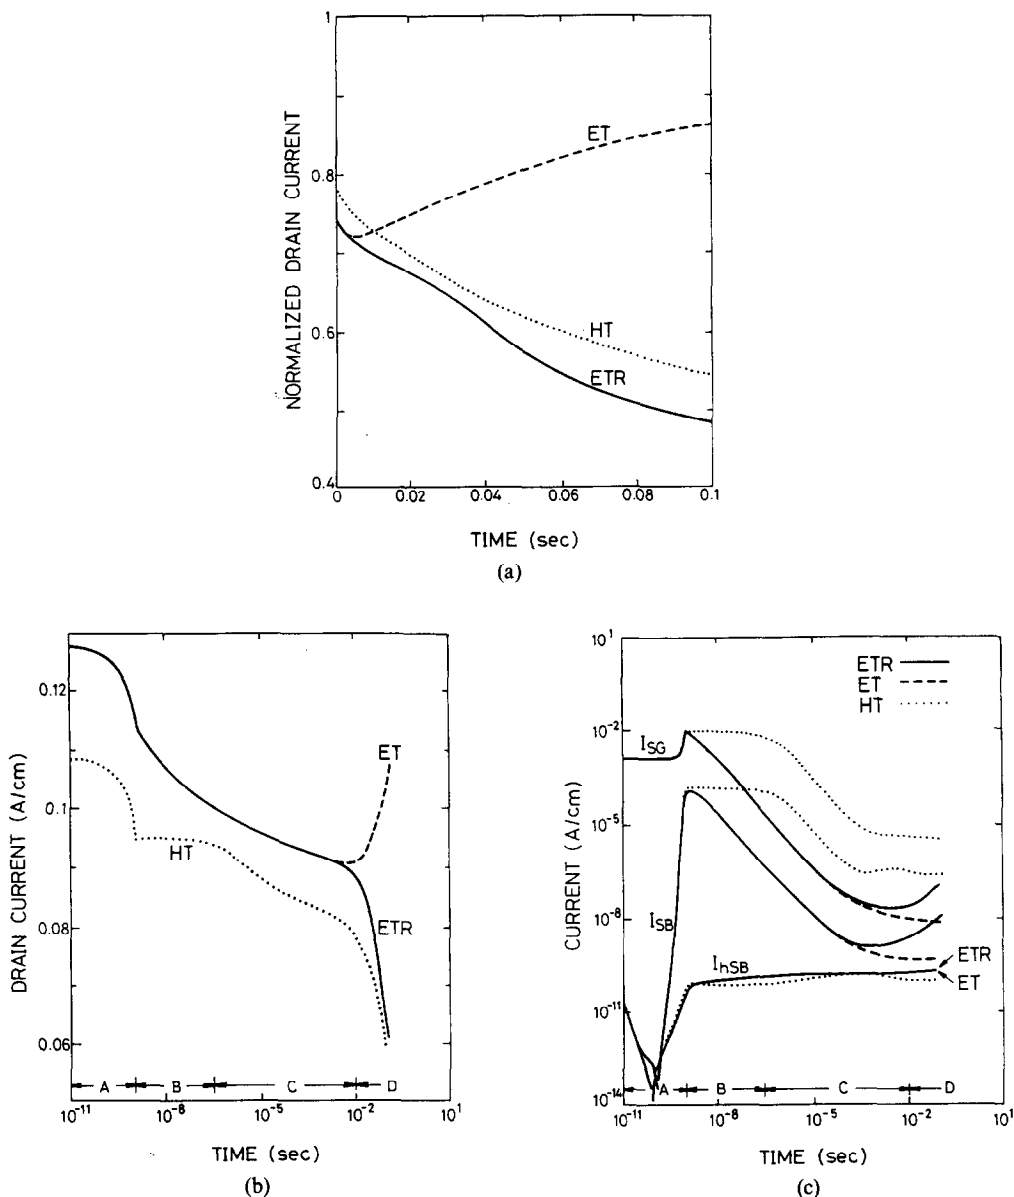 NORMALIZED DRAIN CURRENT
1
0.8
0.6
0.4
ET
HT
ETR
0 0.02 0.04 0.06 0.08 0.1
TIME (sec)
(a)
DRAIN CURRENT (A/cm)
0.12
0.1
0.08
0.06
ET
HT
ETR
A B C D
10^-11 10^-8 10^-5 10^-2 10^1
TIME (sec)
(b)
CURRENT (A/cm)
10^1
10^-2
10^-5
10^-8
10^-11
10^-14
ETR
ET
HT
I_SG
I_SB
I_hSB
ETR
ET
A B C D
10^-11 10^-8 10^-5 10^-2 10^1
TIME (sec)
(c)